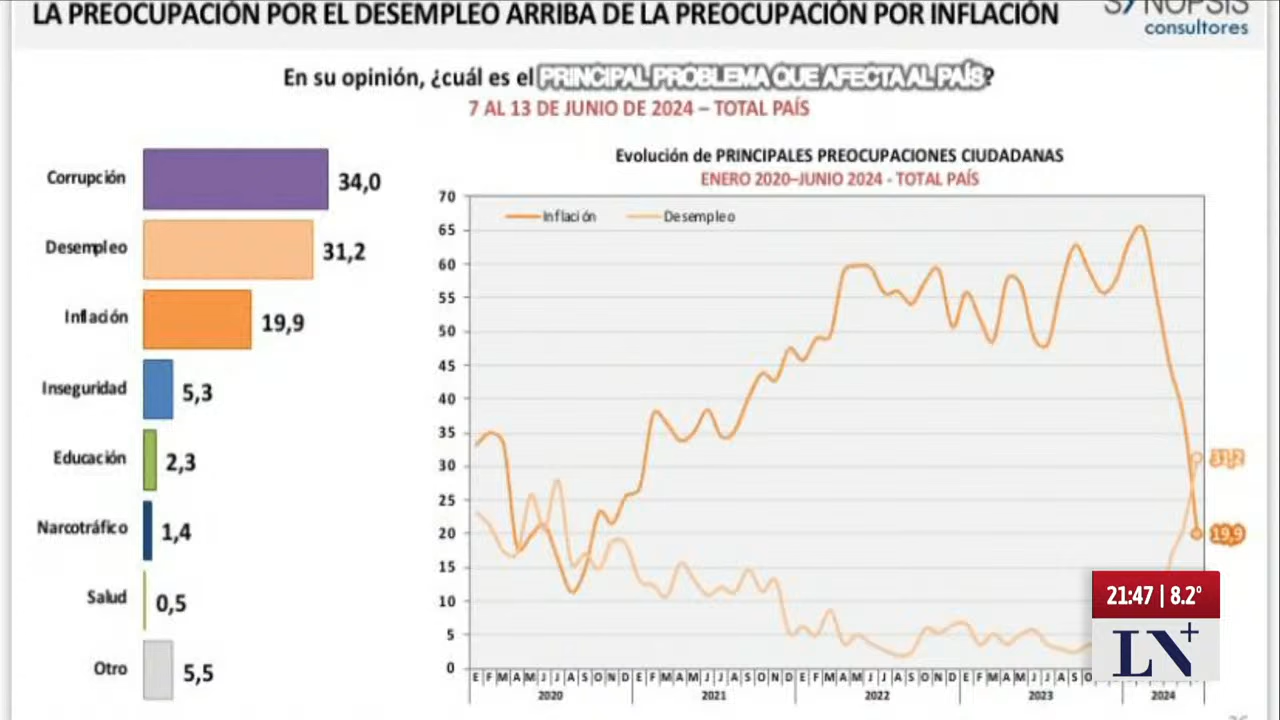 LA PREOCUPACIÓN POR EL DESEMPLEO ARRIBA DE LA PREOCUPACIÓN POR INFLACIÓN
SYNOPSIS
consultores
En su opinión, ¿cuál es el PRINCIPAL PROBLEMA QUE AFECTA AL PAÍS?
7 AL 13 DE JUNIO DE 2024 – TOTAL PAÍS
Corrupción 34,0
Desempleo 31,2
Inflación 19,9
Inseguridad 5,3
Educación 2,3
Narcotráfico 1,4
Salud 0,5
Otro 5,5
Evolución de PRINCIPALES PREOCUPACIONES CIUDADANAS
ENERO 2020–JUNIO 2024 - TOTAL PAÍS
Inflación Desempleo
70
65
60
55
50
45
40
35
30
25
20
15
10
5
0
31,2
19,9
E F M A M J J A S O N D E F M A M J J A S O N D E F M A M J J A S O N D E F M A M J J A S O
2020 2021 2022 2023 2024
21:47 | 8.2°
LN+